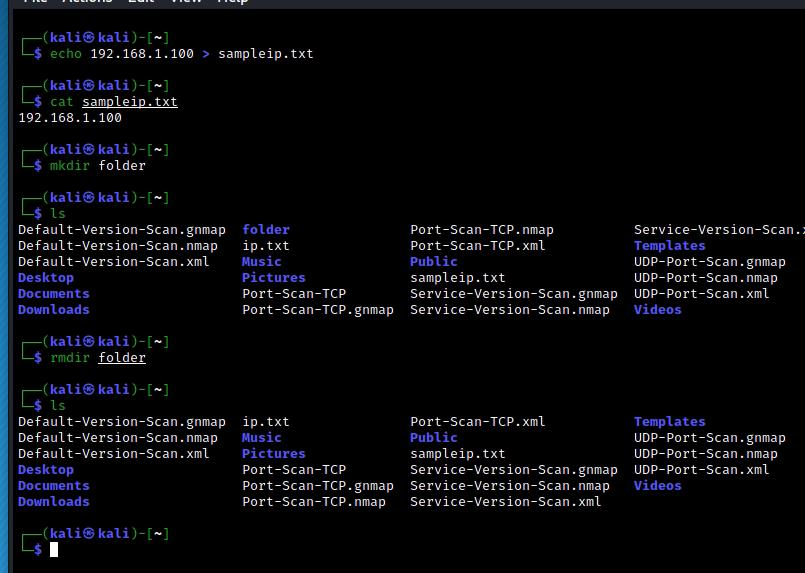 File Actions Edit View Help
┌──(kali㉿kali)-[~]
└─$ echo 192.168.1.100 > sampleip.txt
┌──(kali㉿kali)-[~]
└─$ cat sampleip.txt
192.168.1.100
┌──(kali㉿kali)-[~]
└─$ mkdir folder
┌──(kali㉿kali)-[~]
└─$ ls
Default-Version-Scan.gnmap folder Port-Scan-TCP.nmap Service-Version-Scan.x
Default-Version-Scan.nmap ip.txt Port-Scan-TCP.xml Templates
Default-Version-Scan.xml Music Public UDP-Port-Scan.gnmap
Desktop Pictures sampleip.txt UDP-Port-Scan.nmap
Documents Port-Scan-TCP Service-Version-Scan.gnmap UDP-Port-Scan.xml
Downloads Port-Scan-TCP.gnmap Service-Version-Scan.nmap Videos
┌──(kali㉿kali)-[~]
└─$ rmdir folder
┌──(kali㉿kali)-[~]
└─$ ls
Default-Version-Scan.gnmap ip.txt Port-Scan-TCP.xml Templates
Default-Version-Scan.nmap Music Public UDP-Port-Scan.gnmap
Default-Version-Scan.xml Pictures sampleip.txt UDP-Port-Scan.nmap
Desktop Port-Scan-TCP Service-Version-Scan.gnmap UDP-Port-Scan.xml
Documents Port-Scan-TCP.gnmap Service-Version-Scan.nmap Videos
Downloads Port-Scan-TCP.nmap Service-Version-Scan.xml
┌──(kali㉿kali)-[~]
└─$